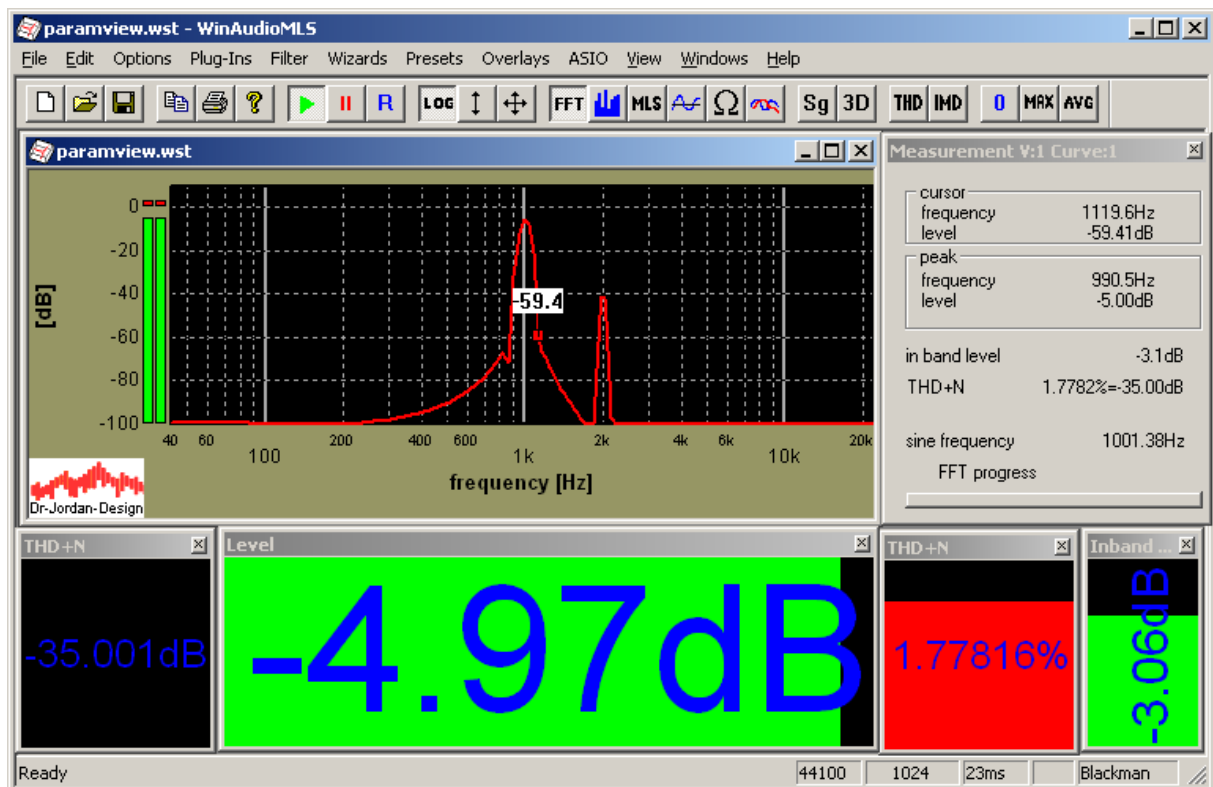 paramview.wst - WinAudioMLS
File Edit Options Plug-Ins Filter Wizards Presets Overlays ASIO View Windows Help
R LOG FFT MLS Ω Sg 3D THD IMD 0 MAX AVG
paramview.wst
[dB]
0
-20
-40
-60
-80
-100
-59.4
40 60 200 400 600 2k 4k 6k 20k
100 1k 10k
frequency [Hz]
Dr-Jordan-Design
Measurement V:1 Curve:1
cursor
frequency 1119.6Hz
level -59.41dB
peak
frequency 990.5Hz
level -5.00dB
in band level -3.1dB
THD+N 1.7782%=-35.00dB
sine frequency 1001.38Hz
FFT progress
THD+N
-35.001dB
Level
-4.97dB
THD+N
1.77816%
Inband ...
-3.06dB
Ready 44100 1024 23ms Blackman